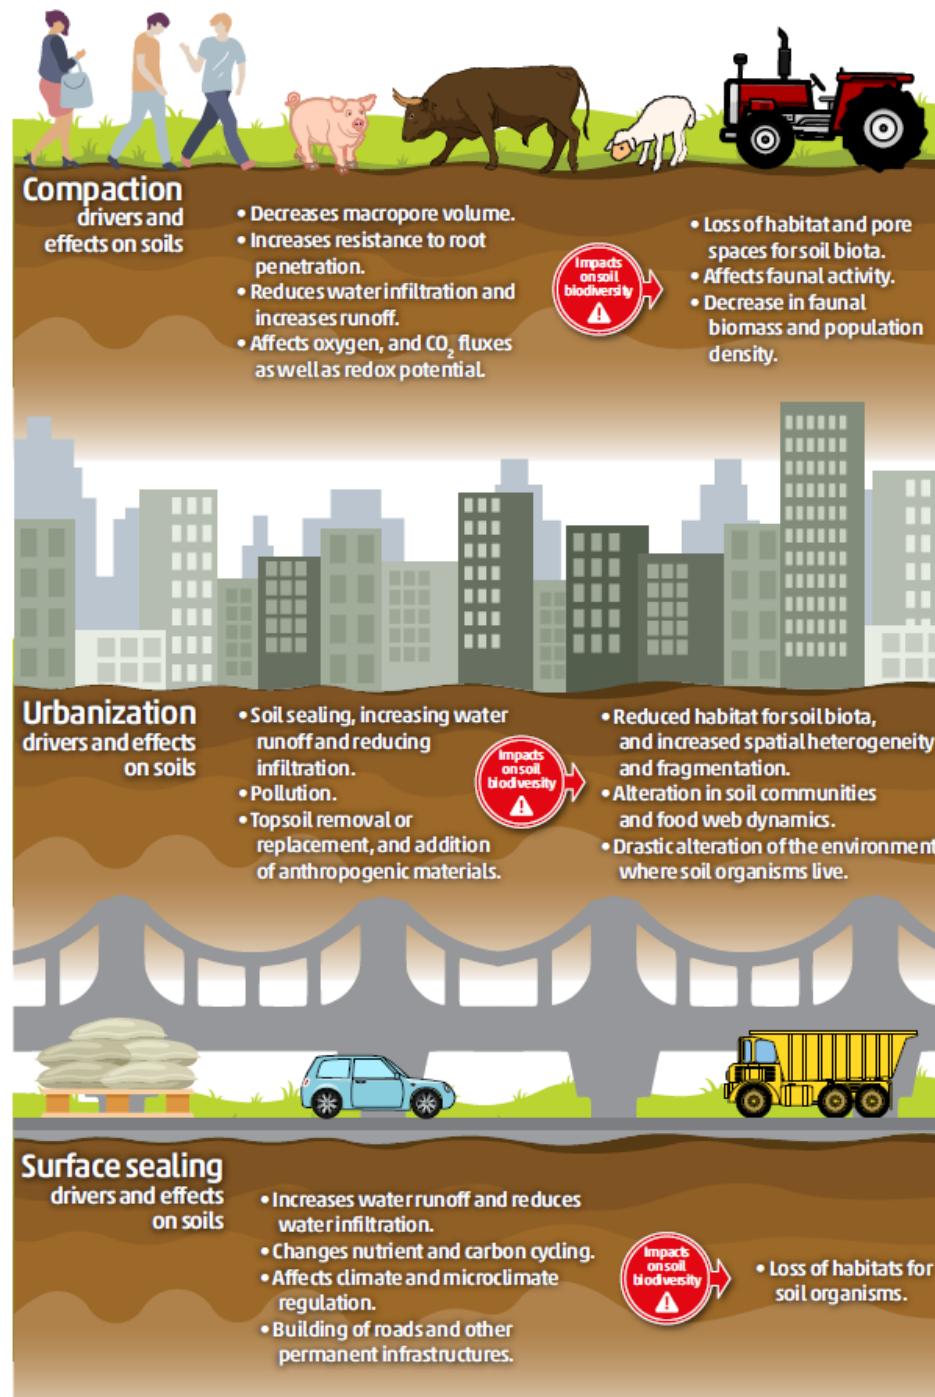 Compaction
drivers and
effects on soils
• Decreases macropore volume.
• Increases resistance to root
penetration.
• Reduces water infiltration and
increases runoff.
• Affects oxygen, and CO₂ fluxes
as well as redox potential.
Impacts
on soil
biodiversity
• Loss of habitat and pore
spaces for soil biota.
• Affects faunal activity.
• Decrease in faunal
biomass and population
density.
Urbanization
drivers and effects
on soils
• Soil sealing, increasing water
runoff and reducing
infiltration.
• Pollution.
• Topsoil removal or
replacement, and addition
of anthropogenic materials.
Impacts
on soil
biodiversity
• Reduced habitat for soil biota,
and increased spatial heterogeneity
and fragmentation.
• Alteration in soil communities
and food web dynamics.
• Drastic alteration of the environment
where soil organisms live.
Surface sealing
drivers and effects
on soils
• Increases water runoff and reduces
water infiltration.
• Changes nutrient and carbon cycling.
• Affects climate and microclimate
regulation.
• Building of roads and other
permanent infrastructures.
Impacts
on soil
biodiversity
• Loss of habitats for
soil organisms.